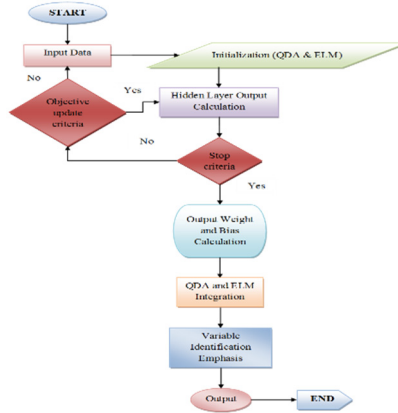 START
Input Data
Initialization (QDA & ELM)
No
Yes
Objective
update
criteria
Hidden Layer Output
Calculation
No
Stop
criteria
Yes
Output Weight
and Bias
Calculation
QDA and ELM
Integration
Variable
Identification
Emphasis
Output
END